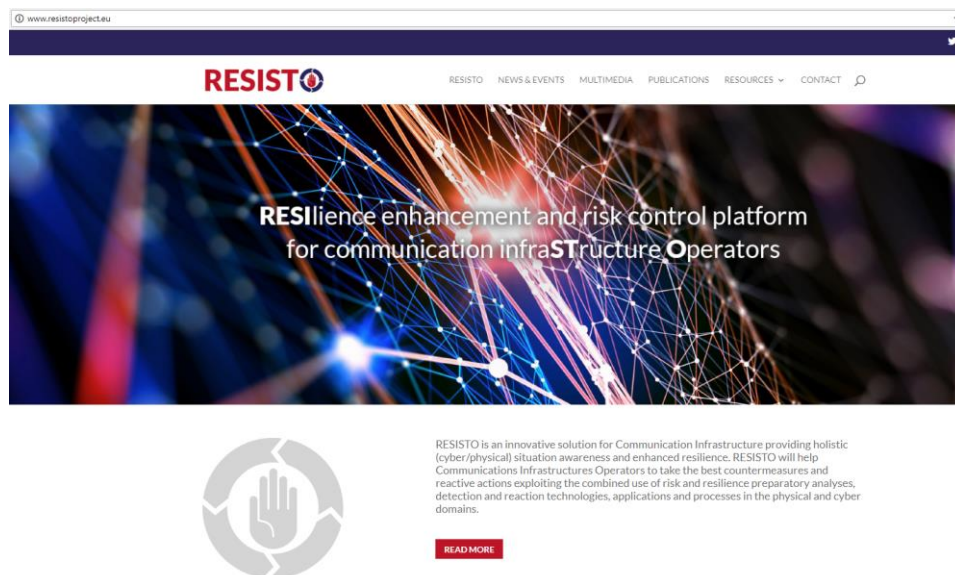 www.resistoproject.eu
RESISTO
RESISTO NEWS & EVENTS MULTIMEDIA PUBLICATIONS RESOURCES CONTACT
RESIlience enhancement and risk control platform
for communication infraSTructure Operators
RESISTO is an innovative solution for Communication Infrastructure providing holistic
(cyber/physical) situation awareness and enhanced resilience. RESISTO will help
Communications Infrastructures Operators to take the best countermeasures and
reactive actions exploiting the combined use of risk and resilience preparatory analyses,
detection and reaction technologies, applications and processes in the physical and cyber
domains.
READ MORE